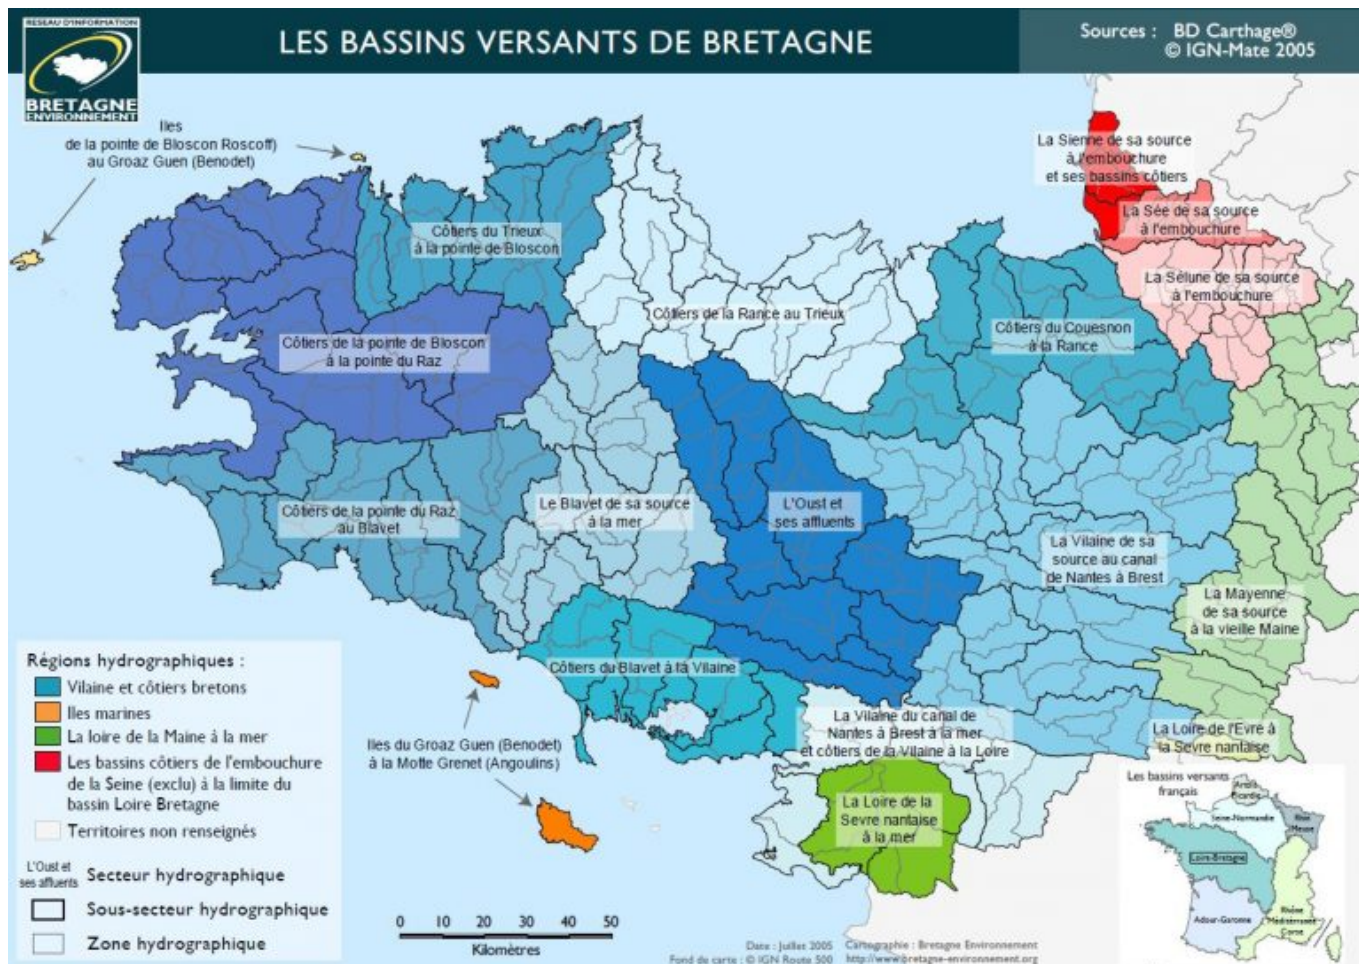 RESEAU D'INFORMATION
BRETAGNE
ENVIRONNEMENT
LES BASSINS VERSANTS DE BRETAGNE
Sources : BD Carthage®
© IGN-Mate 2005
Iles
de la pointe de Bloscon Roscoff)
au Groaz Guen (Benodet)
La Sienne de sa source
à l'embouchure
et ses bassins côtiers
La Sée de sa source
à l'embouchure
La Sélune de sa source
à l'embouchure
Côtiers du Trieux
à la pointe de Bloscon
Côtiers de la Rance au Trieux
Côtiers du Couesnon
à la Rance
Côtiers de la pointe de Bloscon
à la pointe du Raz
Côtiers de la pointe du Raz
au Blavet
Le Blavet de sa source
à la mer
L'Oust et
ses affluents
La Vilaine de sa
source au canal
de Nantes à Brest
La Mayenne
de sa source
à la vieille Maine
Côtiers du Blavet à la Vilaine
La Vilaine du canal de
Nantes à Brest à la mer
et côtiers de la Vilaine à la Loire
La Loire de l'Evre à
la Sevre nantaise
Iles du Groaz Guen (Benodet)
à la Motte Grenet (Angoulins)
La Loire de la
Sevre nantaise
à la mer
Régions hydrographiques :
Vilaine et côtiers bretons
Iles marines
La loire de la Maine à la mer
Les bassins côtiers de l'embouchure
de la Seine (exclu) à la limite du
bassin Loire Bretagne
Territoires non renseignés
L'Oust et
ses affluents
Secteur hydrographique
Sous-secteur hydrographique
Zone hydrographique
0 10 20 30 40 50
Kilomètres
Les bassins versants
français
Artois
Picardie
Seine-Normandie
Rhin
Meuse
Loire-Bretagne
Adour-Garonne
Rhône
Méditerranée
Corse
Date : Juillet 2005 Cartographie : Bretagne Environnement
Fond de carte : © IGN Route 500 http://www.bretagne-environnement.org